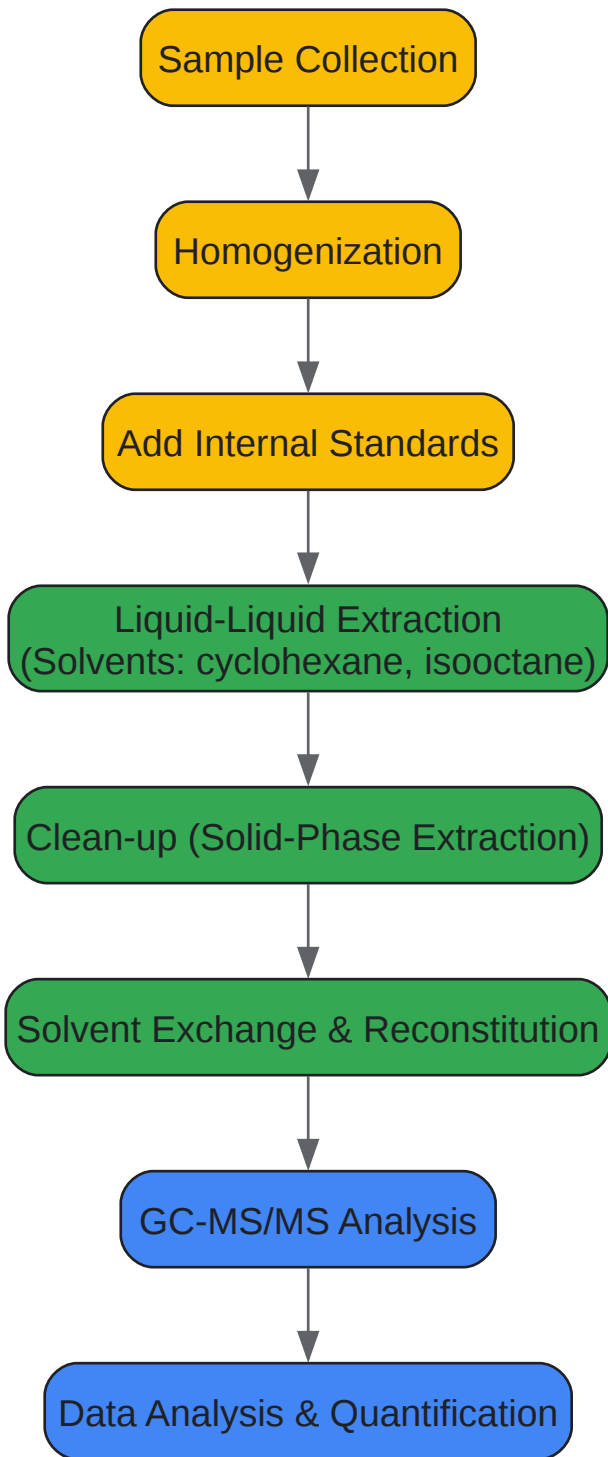 Sample Collection
Homogenization
Add Internal Standards
Liquid-Liquid Extraction
(Solvents: cyclohexane, isooctane)
Clean-up (Solid-Phase Extraction)
Solvent Exchange & Reconstitution
GC-MS/MS Analysis
Data Analysis & Quantification